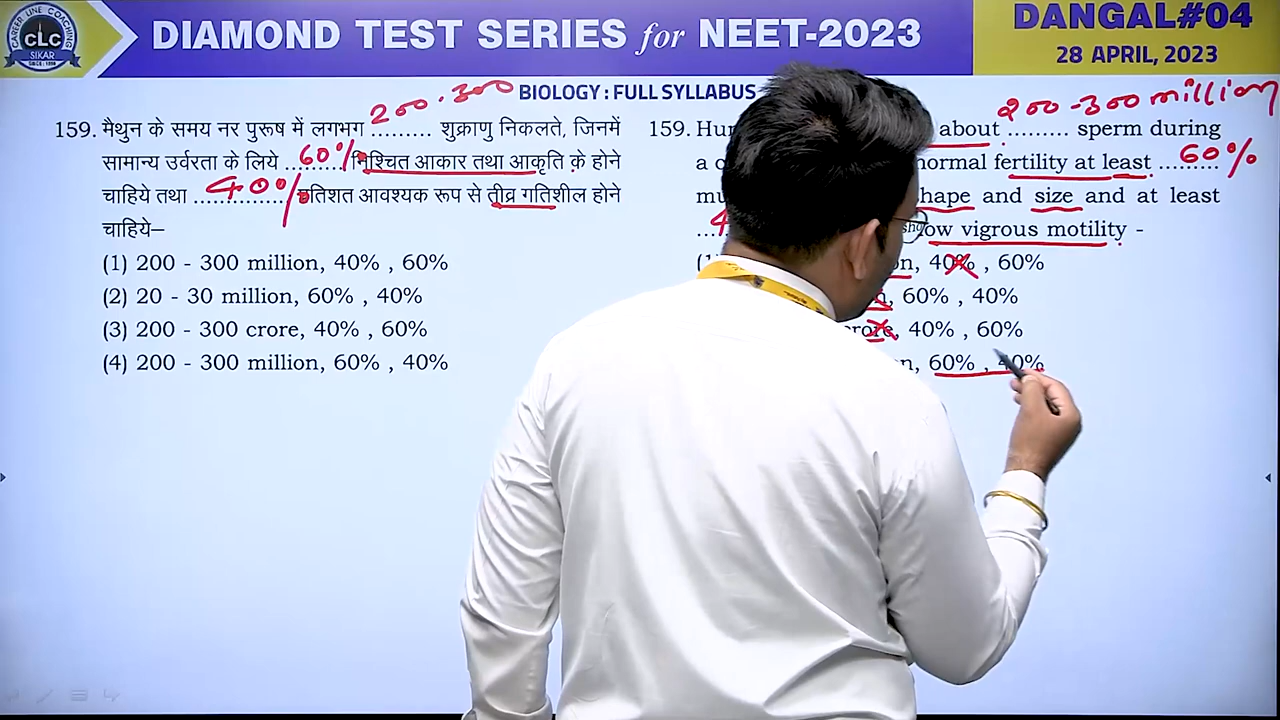 CAREER LINE COACHING
CLC
SIKAR
DIAMOND TEST SERIES for NEET-2023
DANGAL#04
28 APRIL, 2023
BIOLOGY : FULL SYLLABUS
200-300
200-300 million
159. मैथुन के समय नर पुरूष में लगभग ......... शुक्राणु निकलते, जिनमें
सामान्य उर्वरता के लिये ......... निश्चित आकार तथा आकृति के होने
60%
चाहिये तथा .............. प्रतिशत आवश्यक रूप से तीव्र गतिशील होने
40%
चाहिये–
(1) 200 - 300 million, 40% , 60%
(2) 20 - 30 million, 60% , 40%
(3) 200 - 300 crore, 40% , 60%
(4) 200 - 300 million, 60% , 40%
159. about ......... sperm during
normal fertility at least .........
60%
and size and at least
vigrous motility -
40% , 60%
60% , 40%
crore, 40% , 60%
60% , 40%